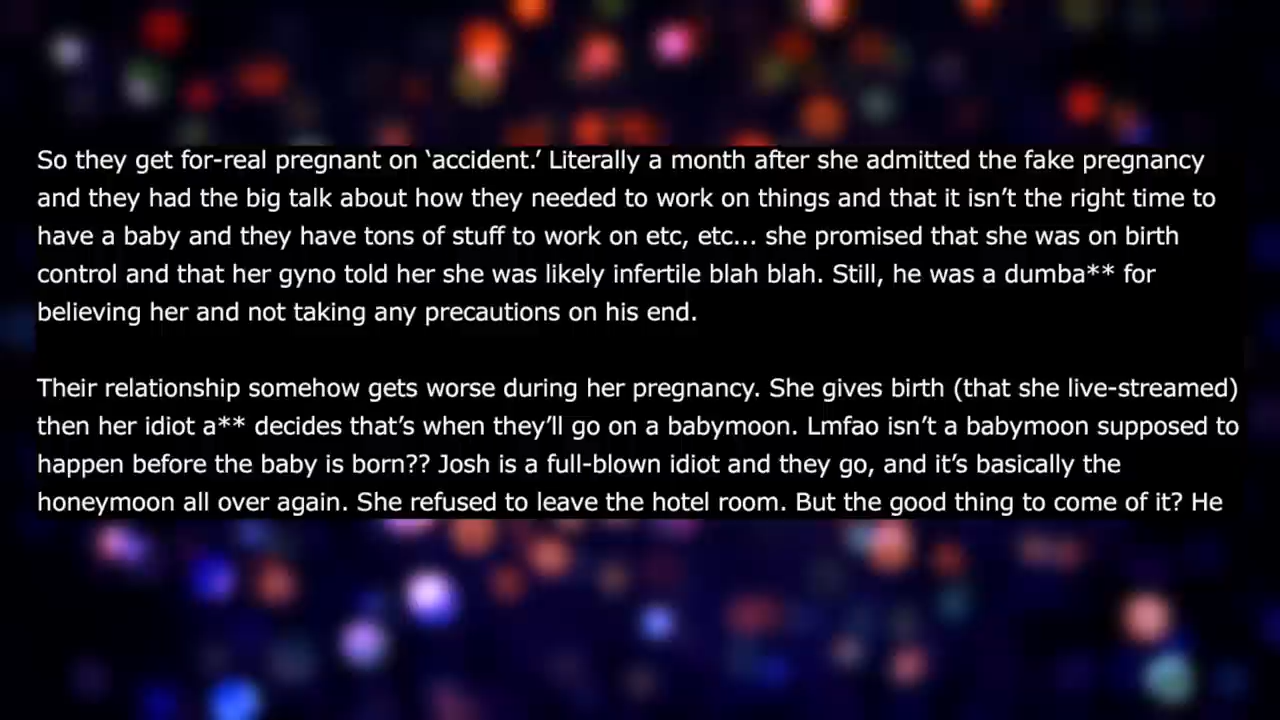 So they get for-real pregnant on ‘accident.’ Literally a month after she admitted the fake pregnancy
and they had the big talk about how they needed to work on things and that it isn’t the right time to
have a baby and they have tons of stuff to work on etc, etc... she promised that she was on birth
control and that her gyno told her she was likely infertile blah blah. Still, he was a dumba** for
believing her and not taking any precautions on his end.
Their relationship somehow gets worse during her pregnancy. She gives birth (that she live-streamed)
then her idiot a** decides that’s when they’ll go on a babymoon. Lmfao isn’t a babymoon supposed to
happen before the baby is born?? Josh is a full-blown idiot and they go, and it’s basically the
honeymoon all over again. She refused to leave the hotel room. But the good thing to come of it? He